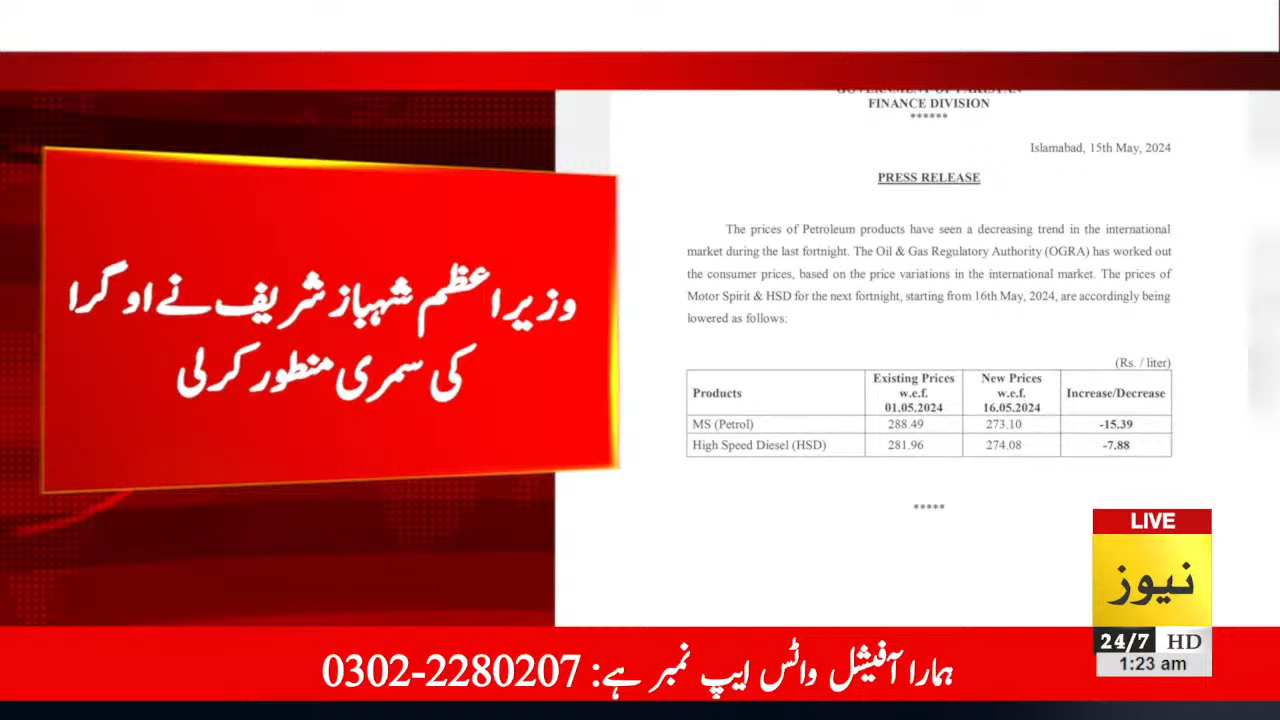 GOVERNMENT OF PAKISTAN
FINANCE DIVISION
******
Islamabad, 15th May, 2024
PRESS RELEASE
The prices of Petroleum products have seen a decreasing trend in the international
market during the last fortnight. The Oil & Gas Regulatory Authority (OGRA) has worked out
the consumer prices, based on the price variations in the international market. The prices of
Motor Spirit & HSD for the next fortnight, starting from 16th May, 2024, are accordingly being
lowered as follows:
(Rs. / liter)
Products Existing Prices w.e.f. 01.05.2024 New Prices w.e.f. 16.05.2024 Increase/Decrease
MS (Petrol) 288.49 273.10 -15.39
High Speed Diesel (HSD) 281.96 274.08 -7.88
*****
وزیراعظم شہباز شریف نے اوگرا
کی سمری منظور کرلی
LIVE
نیوز
24/7 HD
1:23 am
ہمارا آفیشل واٹس ایپ نمبر ہے: 0302-2280207